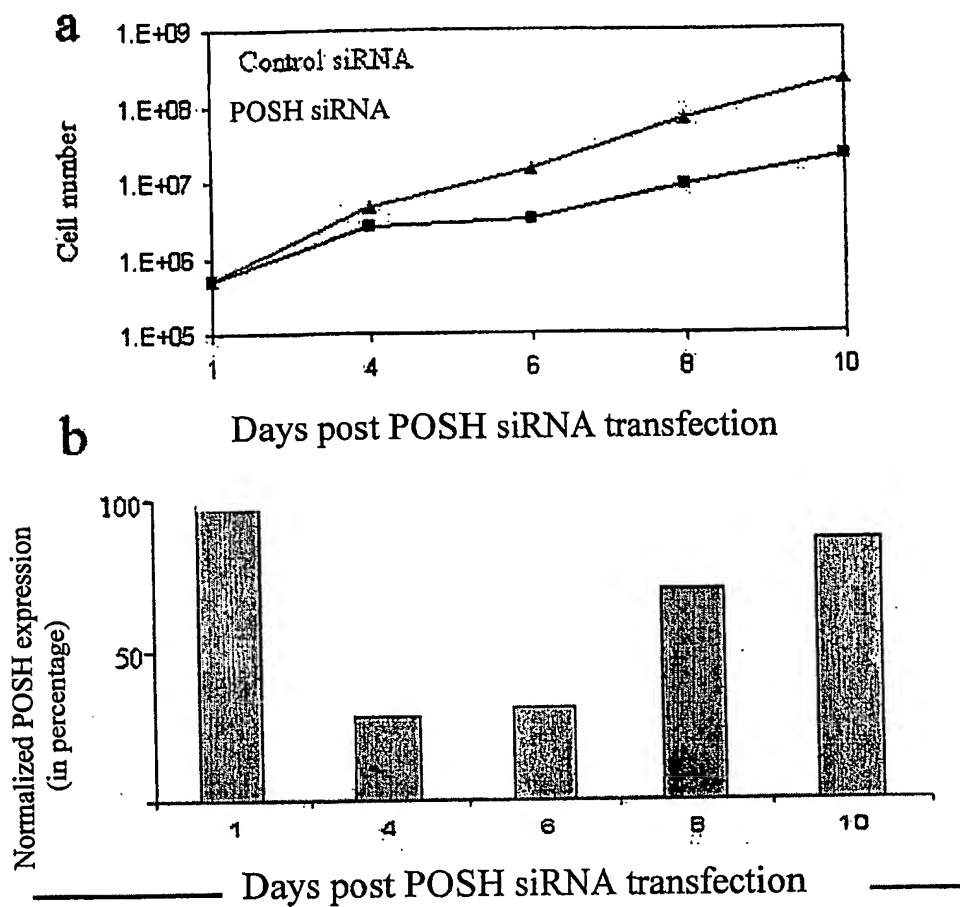 a
Control siRNA
POSH siRNA
Cell number
1.E+09
1.E+08
1.E+07
1.E+06
1.E+05
1 4 6 8 10
Days post POSH siRNA transfection
b
Normalized POSH expression
(in percentage)
100
50
1 4 6 8 10
Days post POSH siRNA transfection